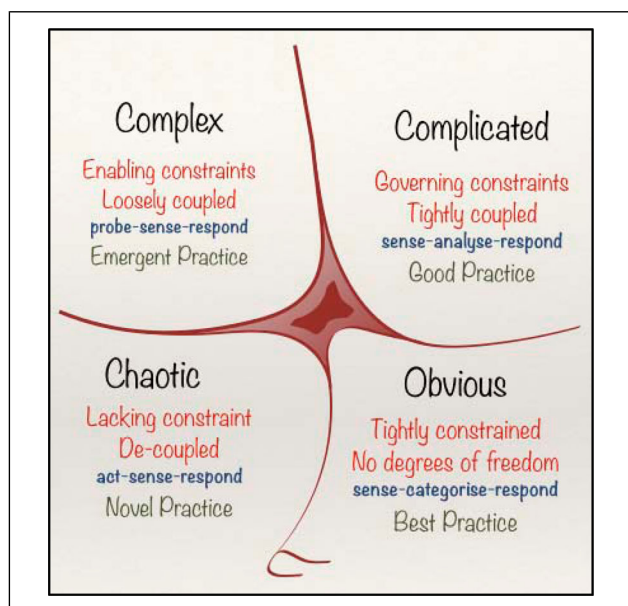 Complex
Enabling constraints
Loosely coupled
probe-sense-respond
Emergent Practice
Complicated
Governing constraints
Tightly coupled
sense-analyse-respond
Good Practice
Chaotic
Lacking constraint
De-coupled
act-sense-respond
Novel Practice
Obvious
Tightly constrained
No degrees of freedom
sense-categorise-respond
Best Practice